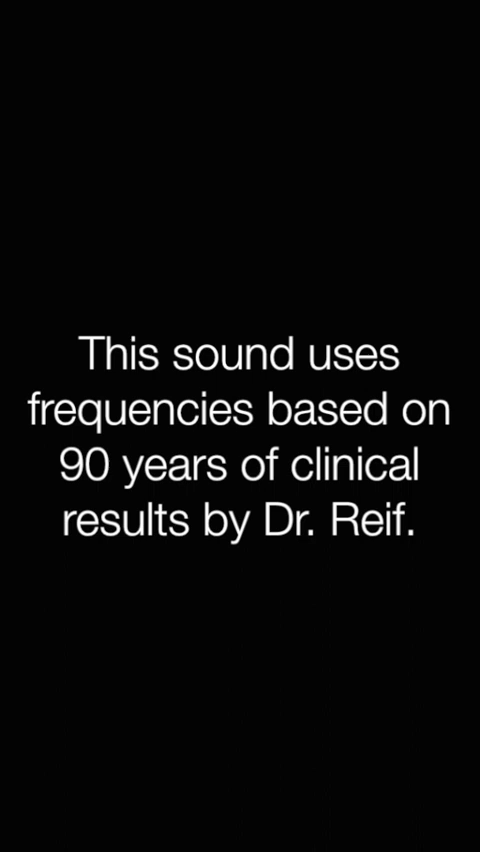 This sound uses
frequencies based on
90 years of clinical
results by Dr. Reif.